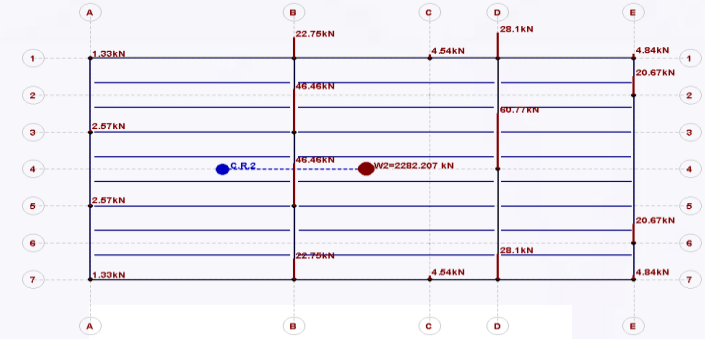 A B C D E
22.75kN
28.1kN
1 1.33kN 4.54kN 4.84kN 1
20.67kN
2 46.46kN 2
60.77kN
3 2.57kN 3
46.46kN
4 C.R.2 W2=2282.207 kN 4
5 2.57kN 5
20.67kN
6 6
28.1kN
22.75kN
7 1.33kN 4.54kN 4.84kN 7
A B C D E